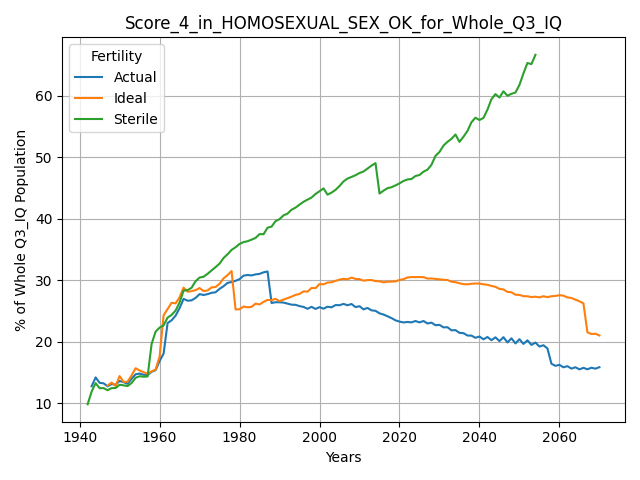 Score_4_in_HOMOSEXUAL_SEX_OK_for_Whole_Q3_IQ
Fertility
Actual
Ideal
Sterile
% of Whole Q3_IQ Population
60
50
40
30
20
10
1940 1960 1980 2000 2020 2040 2060
Years